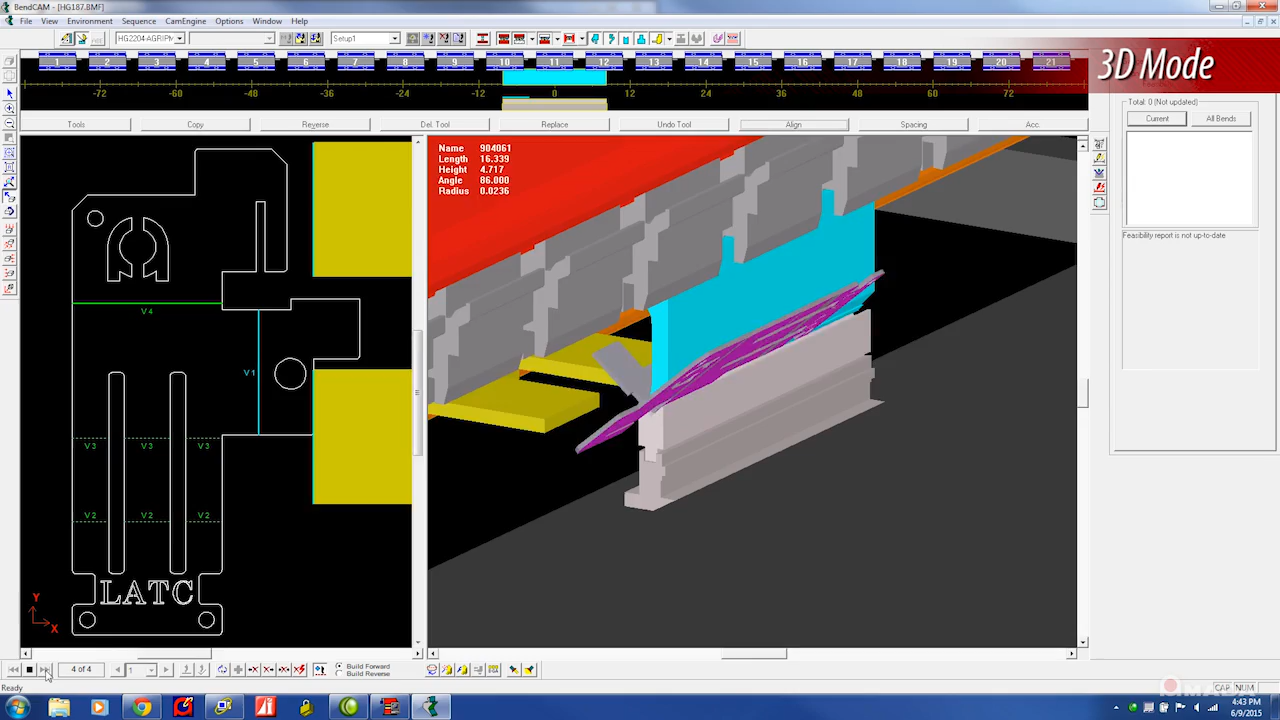 BendCAM - [HG187.BMF]
File View Environment Sequence CamEngine Options Window Help
HG2204 AGRIPM Setup1
1 2 3 4 5 6 7 8 9 10 11 12 13 14 15 16 17 18 19 20 21
-72 -60 -48 -36 -24 -12 0 12 24 36 48 60 72
3D Mode
Tools Copy Reverse Del. Tool Replace Undo Tool Align Spacing Acc.
Total: 0 (Not updated)
Current All Bends
Feasibility report is not up-to-date
Name 904061
Length 16.339
Height 4.717
Angle 86.000
Radius 0.0236
V4
V1
V3 V3 V3
V2 V2 V2
LATC
Y
X
4 of 4
1
Build Forward
Build Reverse
Ready
CAP NUM
4:43 PM
6/9/2015